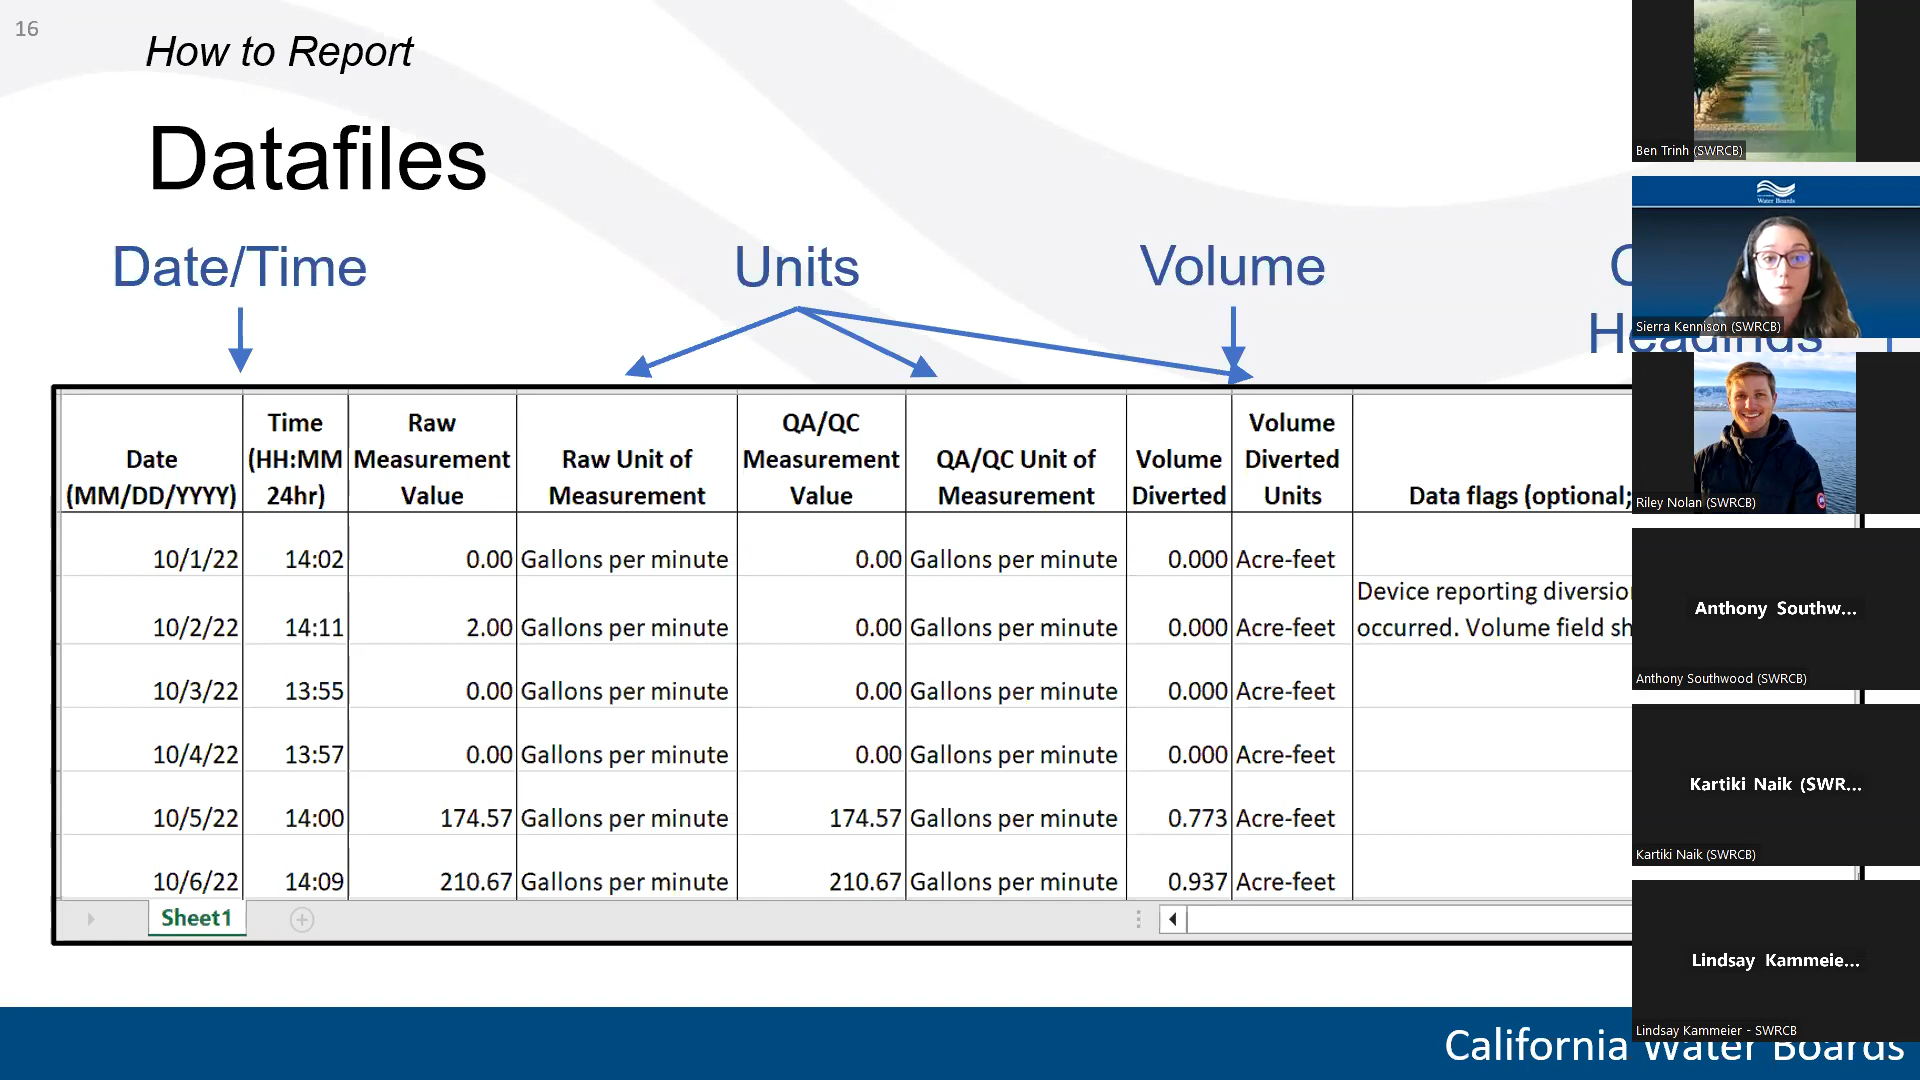 16
How to Report
Datafiles
Date/Time
Units
Volume
Headings
Date
(MM/DD/YYYY)
Time
(HH:MM
24hr)
Raw
Measurement
Value
Raw Unit of
Measurement
QA/QC
Measurement
Value
QA/QC Unit of
Measurement
Volume
Diverted
Volume
Diverted
Units
Data flags (optional;
10/1/22 14:02 0.00 Gallons per minute 0.00 Gallons per minute 0.000 Acre-feet
10/2/22 14:11 2.00 Gallons per minute 0.00 Gallons per minute 0.000 Acre-feet
Device reporting
occurred. Volume field
10/3/22 13:55 0.00 Gallons per minute 0.00 Gallons per minute 0.000 Acre-feet
10/4/22 13:57 0.00 Gallons per minute 0.00 Gallons per minute 0.000 Acre-feet
10/5/22 14:00 174.57 Gallons per minute 174.57 Gallons per minute 0.773 Acre-feet
10/6/22 14:09 210.67 Gallons per minute 210.67 Gallons per minute 0.937 Acre-feet
Sheet1
California Water Boards
Ben Trinh (SWRCB)
Water Boards
Sierra Kennison (SWRCB)
Riley Nolan (SWRCB)
Anthony Southw...
Anthony Southwood (SWRCB)
Kartiki Naik (SWR...
Kartiki Naik (SWRCB)
Lindsay Kammeie...
Lindsay Kammeier - SWRCB